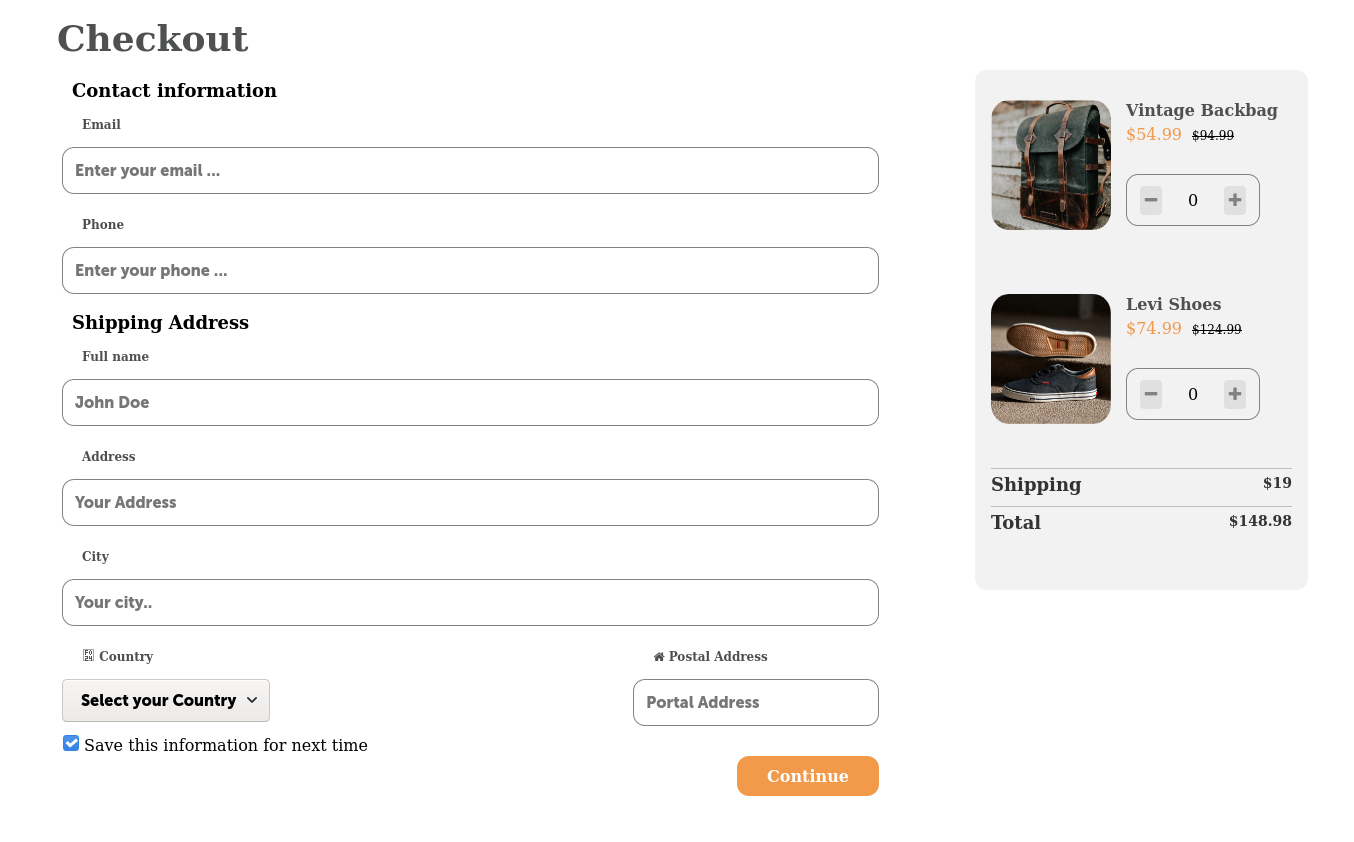 Checkout
Contact information
Email
Enter your email ...
Phone
Enter your phone ...
Shipping Address
Full name
John Doe
Address
Your Address
City
Your city..
Country
Select your Country
Postal Address
Portal Address
Save this information for next time
Continue
Vintage Backbag
$54.99 $94.99
0
Levi Shoes
$74.99 $124.99
0
Shipping $19
Total $148.98